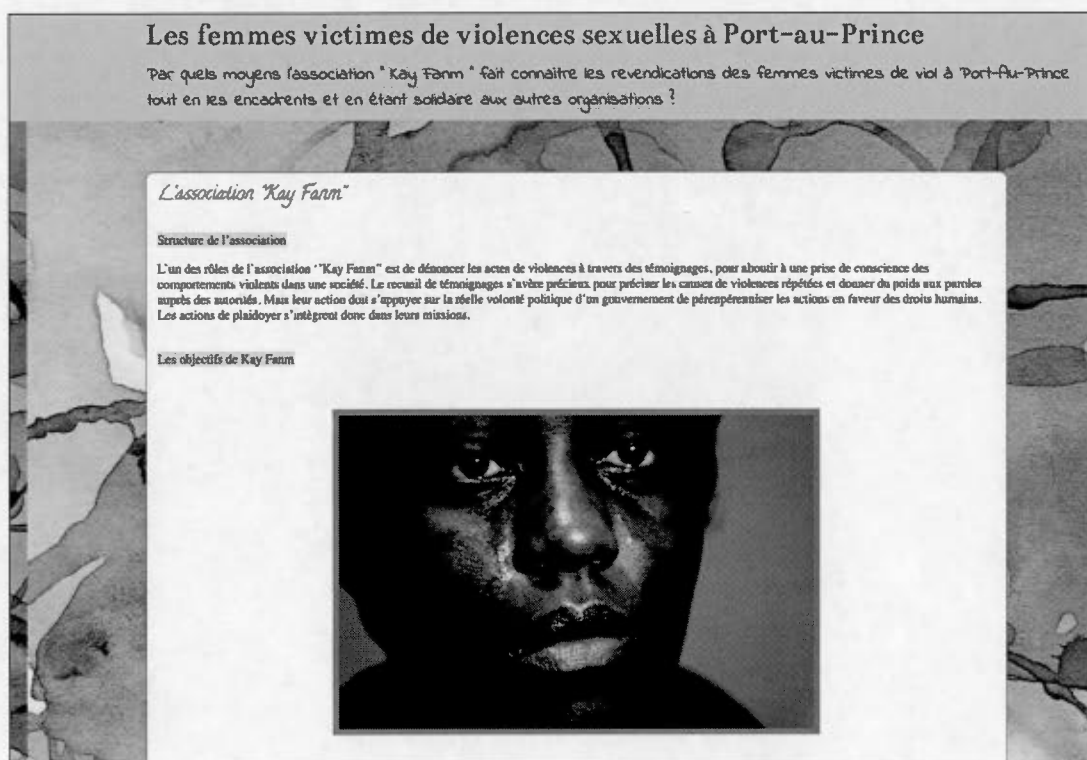 Les femmes victimes de violences sexuelles à Port-au-Prince
Par quels moyens l'association " Kay Fanm " fait connaître les revendications des femmes victimes de viol à Port-Au-Prince
tout en les encadrents et en étant solidaire aux autres organisations ?
L'association "Kay Fanm"
Structure de l'association
L'un des rôles de l'association ‘"Kay Fanm" est de dénoncer les actes de violences à travers des témoignages, pour aboutir à une prise de conscience des
comportements violents dans une société. Le recueil de témoignages s'avère précieux pour préciser les causes de violences répétées et donner du poids aux paroles
auprès des autorités. Mais leur action doit s'appuyer sur la réelle volonté politique d'un gouvernement de pérenpérenniser les actions en faveur des droits humains.
Les actions de plaidoyer s'intègrent donc dans leurs missions.
Les objectifs de Kay Fanm